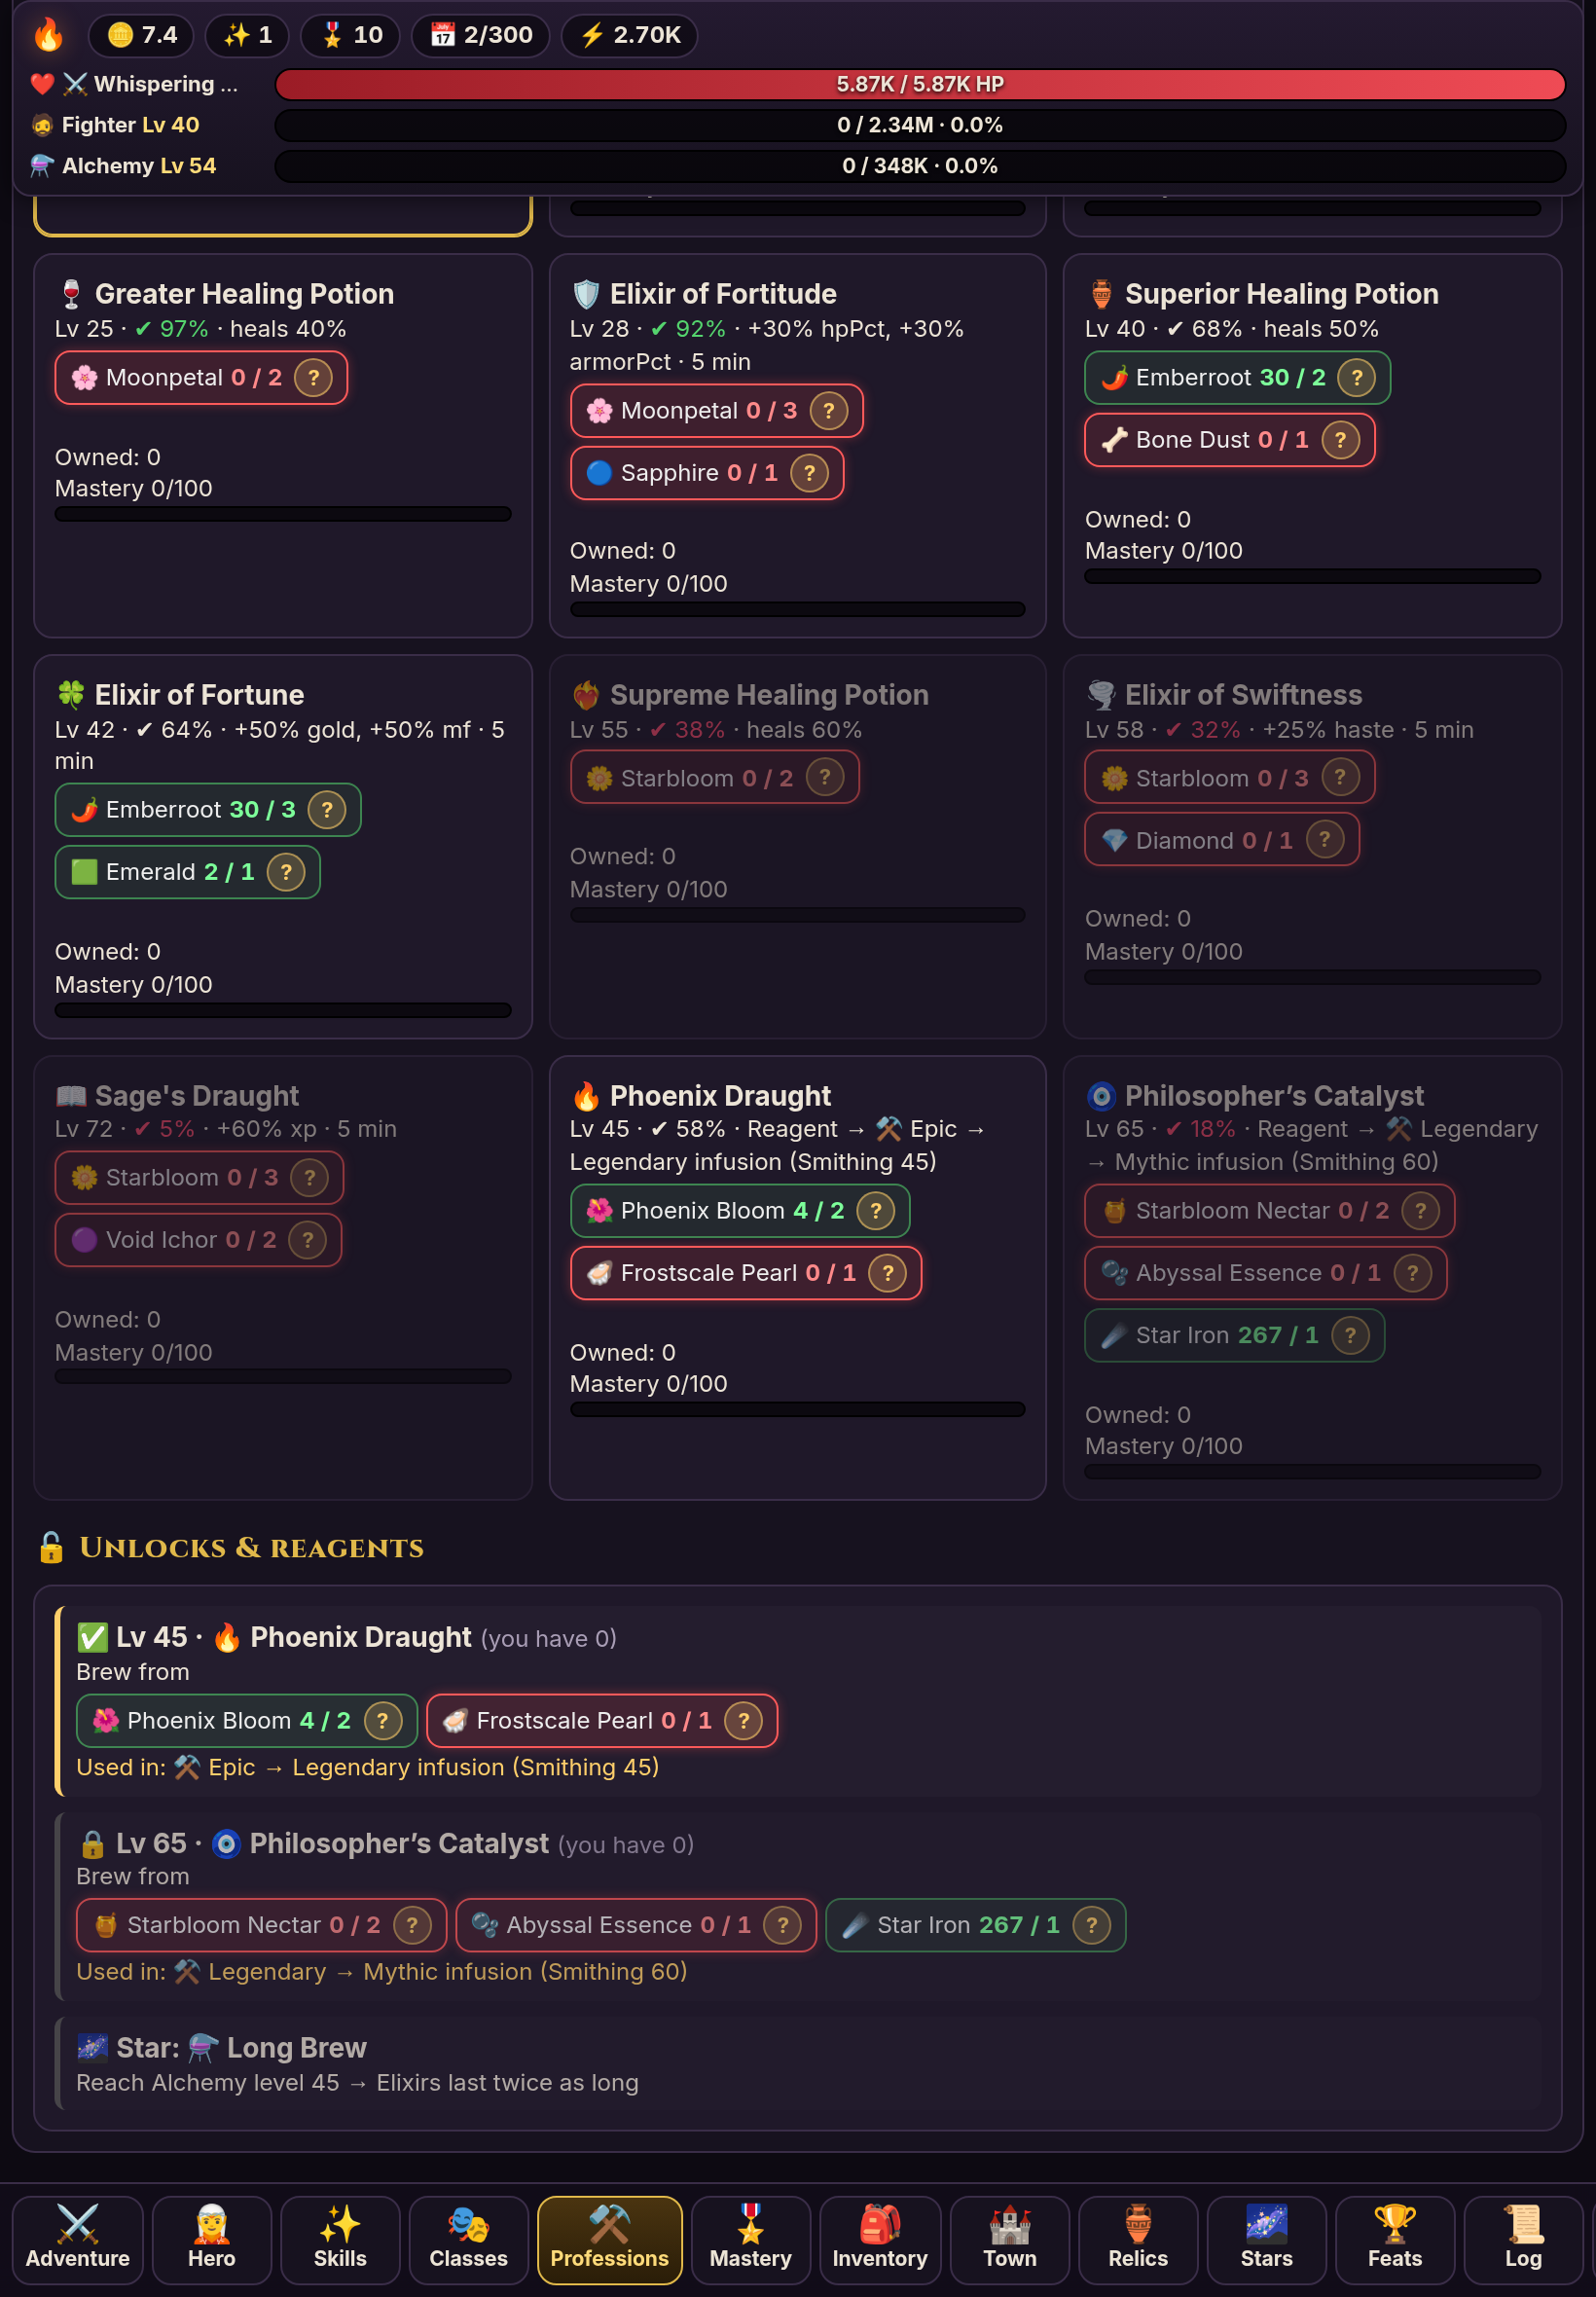 7.4
1
10
2/300
2.70K
Whispering ...
5.87K / 5.87K HP
Fighter Lv 40
0 / 2.34M · 0.0%
Alchemy Lv 54
0 / 348K · 0.0%
Greater Healing Potion
Lv 25 · ✔ 97% · heals 40%
Moonpetal 0 / 2 ?
Owned: 0
Mastery 0/100
Elixir of Fortitude
Lv 28 · ✔ 92% · +30% hpPct, +30%
armorPct · 5 min
Moonpetal 0 / 3 ?
Sapphire 0 / 1 ?
Owned: 0
Mastery 0/100
Superior Healing Potion
Lv 40 · ✔ 68% · heals 50%
Emberroot 30 / 2 ?
Bone Dust 0 / 1 ?
Owned: 0
Mastery 0/100
Elixir of Fortune
Lv 42 · ✔ 64% · +50% gold, +50% mf · 5
min
Emberroot 30 / 3 ?
Emerald 2 / 1 ?
Owned: 0
Mastery 0/100
Supreme Healing Potion
Lv 55 · ✔ 38% · heals 60%
Starbloom 0 / 2 ?
Owned: 0
Mastery 0/100
Elixir of Swiftness
Lv 58 · ✔ 32% · +25% haste · 5 min
Starbloom 0 / 3 ?
Diamond 0 / 1 ?
Owned: 0
Mastery 0/100
Sage's Draught
Lv 72 · ✔ 5% · +60% xp · 5 min
Starbloom 0 / 3 ?
Void Ichor 0 / 2 ?
Owned: 0
Mastery 0/100
Phoenix Draught
Lv 45 · ✔ 58% · Reagent → ⚒️ Epic →
Legendary infusion (Smithing 45)
Phoenix Bloom 4 / 2 ?
Frostscale Pearl 0 / 1 ?
Owned: 0
Mastery 0/100
Philosopher’s Catalyst
Lv 65 · ✔ 18% · Reagent → ⚒️ Legendary
→ Mythic infusion (Smithing 60)
Starbloom Nectar 0 / 2 ?
Abyssal Essence 0 / 1 ?
Star Iron 267 / 1 ?
Owned: 0
Mastery 0/100
Unlocks & reagents
Lv 45 · Phoenix Draught (you have 0)
Brew from
Phoenix Bloom 4 / 2 ? Frostscale Pearl 0 / 1 ?
Used in: ⚒️ Epic → Legendary infusion (Smithing 45)
Lv 65 · Philosopher’s Catalyst (you have 0)
Brew from
Starbloom Nectar 0 / 2 ? Abyssal Essence 0 / 1 ? Star Iron 267 / 1 ?
Used in: ⚒️ Legendary → Mythic infusion (Smithing 60)
Star: Long Brew
Reach Alchemy level 45 → Elixirs last twice as long
Adventure
Hero
Skills
Classes
Professions
Mastery
Inventory
Town
Relics
Stars
Feats
Log